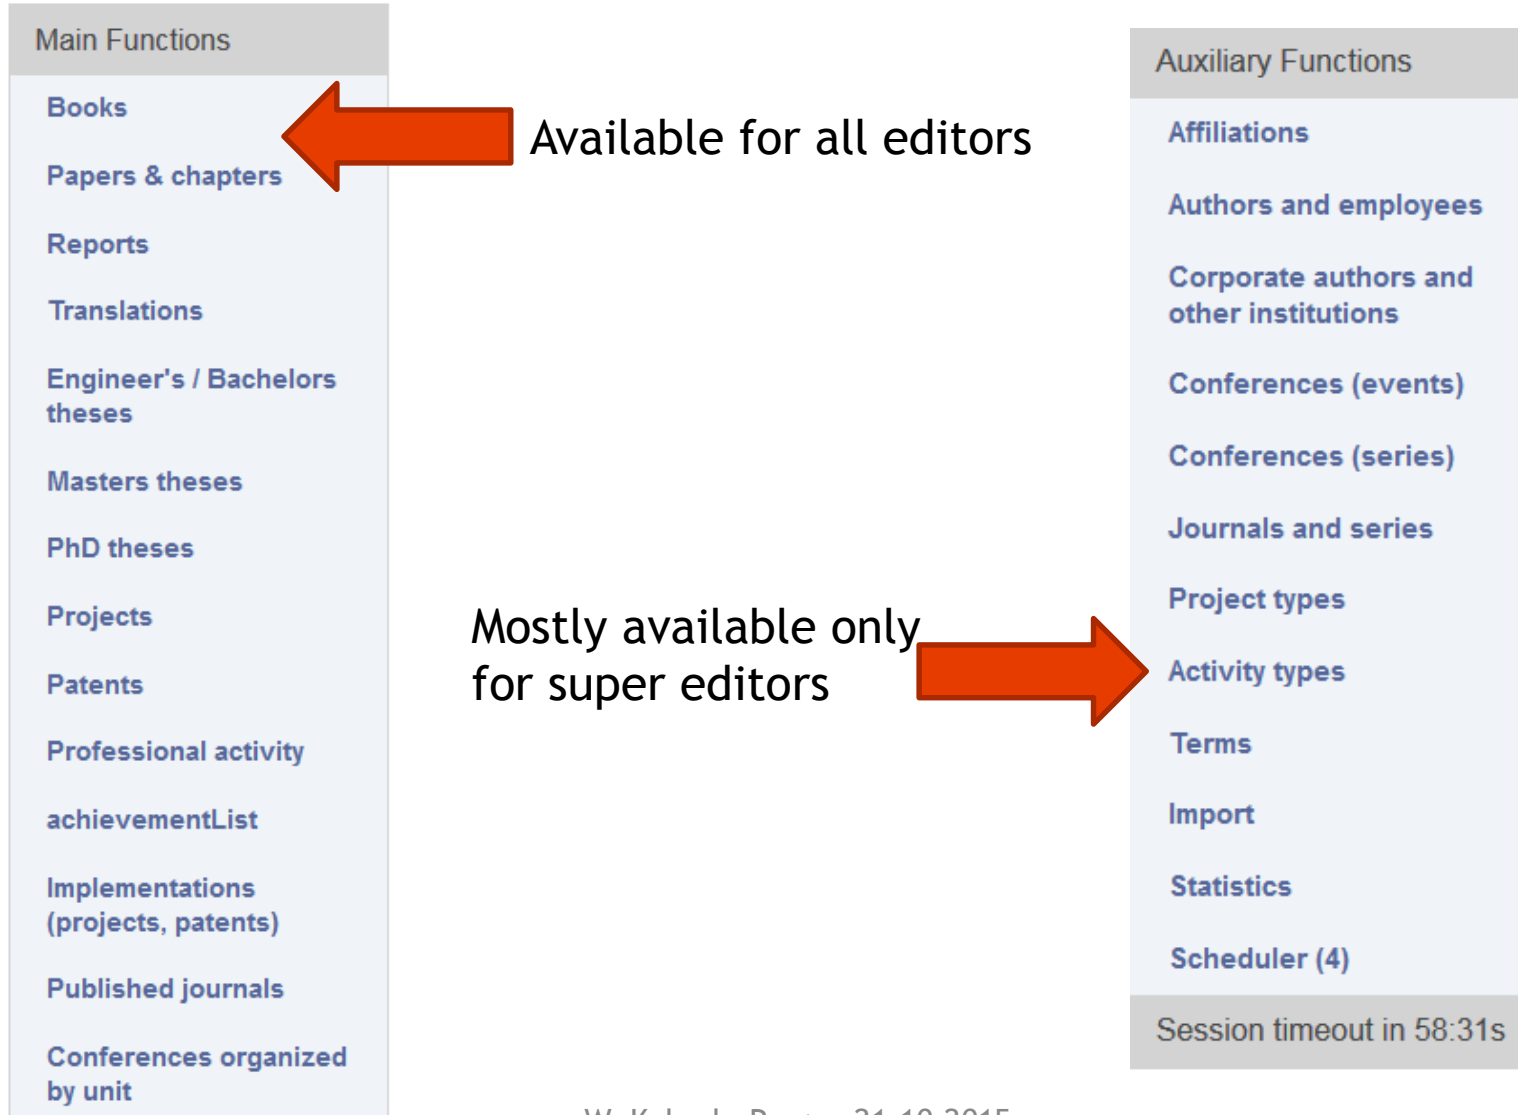 Main Functions
Books
Papers & chapters
Reports
Translations
Engineer's / Bachelors
theses
Masters theses
PhD theses
Projects
Patents
Professional activity
achievementList
Implementations
(projects, patents)
Published journals
Conferences organized
by unit
Available for all editors
Mostly available only
for super editors
Auxiliary Functions
Affiliations
Authors and employees
Corporate authors and
other institutions
Conferences (events)
Conferences (series)
Journals and series
Project types
Activity types
Terms
Import
Statistics
Scheduler (4)
Session timeout in 58:31s